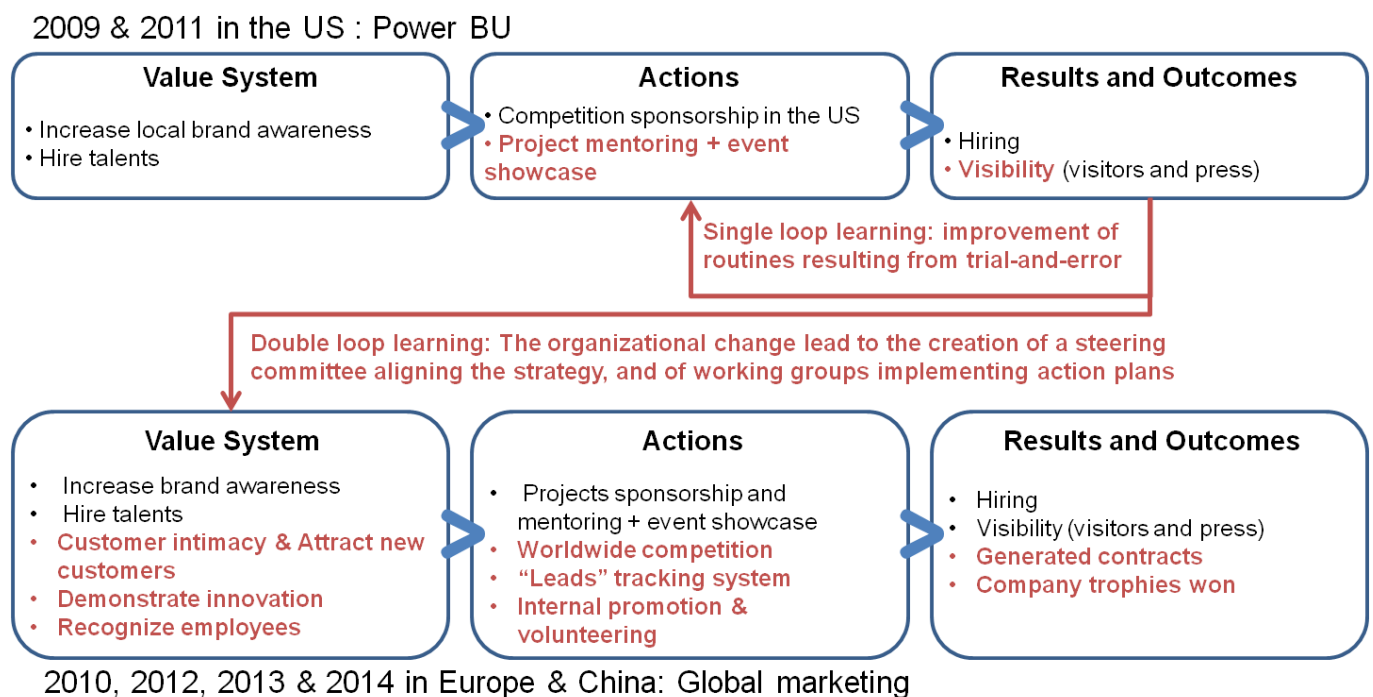 2009 & 2011 in the US : Power BU
Value System
• Increase local brand awareness
• Hire talents
Actions
• Competition sponsorship in the US
• Project mentoring + event
showcase
Results and Outcomes
• Hiring
• Visibility (visitors and press)
Single loop learning: improvement of
routines resulting from trial-and-error
Double loop learning: The organizational change lead to the creation of a steering
committee aligning the strategy, and of working groups implementing action plans
Value System
• Increase brand awareness
• Hire talents
• Customer intimacy & Attract new
customers
• Demonstrate innovation
• Recognize employees
Actions
• Projects sponsorship and
mentoring + event showcase
• Worldwide competition
• “Leads” tracking system
• Internal promotion &
volunteering
Results and Outcomes
• Hiring
• Visibility (visitors and press)
• Generated contracts
• Company trophies won
2010, 2012, 2013 & 2014 in Europe & China: Global marketing